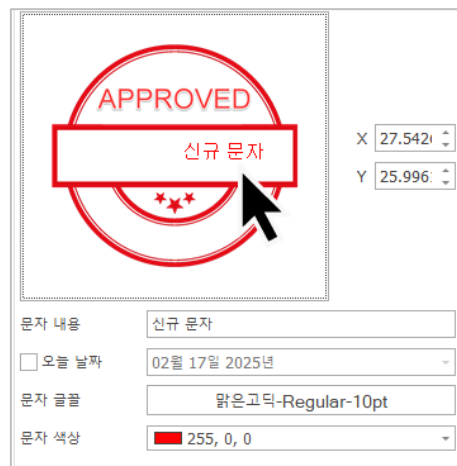 APPROVED
신규 문자
X 27.542
Y 25.996
문자 내용 신규 문자
오늘 날짜 02월 17일 2025년
문자 글꼴 맑은고딕-Regular-10pt
문자 색상 255, 0, 0